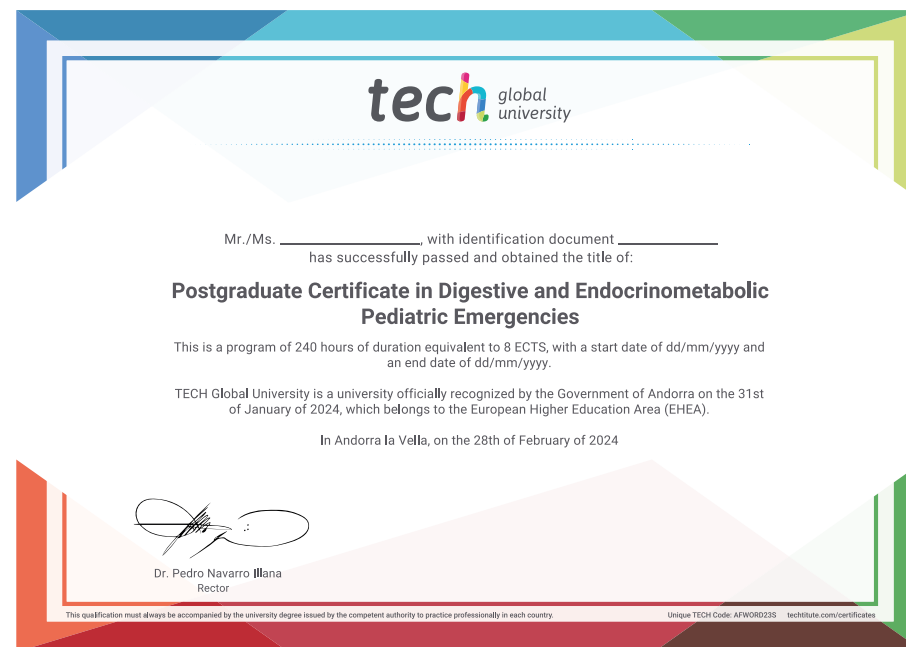 tech global
university
Mr./Ms. ____________, with identification document ____________
has successfully passed and obtained the title of:
Postgraduate Certificate in Digestive and Endocrinometabolic
Pediatric Emergencies
This is a program of 240 hours of duration equivalent to 8 ECTS, with a start date of dd/mm/yyyy and
an end date of dd/mm/yyyy.
TECH Global University is a university officially recognized by the Government of Andorra on the 31st
of January of 2024, which belongs to the European Higher Education Area (EHEA).
In Andorra la Vella, on the 28th of February of 2024
Dr. Pedro Navarro Illana
Rector
This qualification must always be accompanied by the university degree issued by the competent authority to practice professionally in each country.
Unique TECH Code: AFWORD23S techtitute.com/certificates